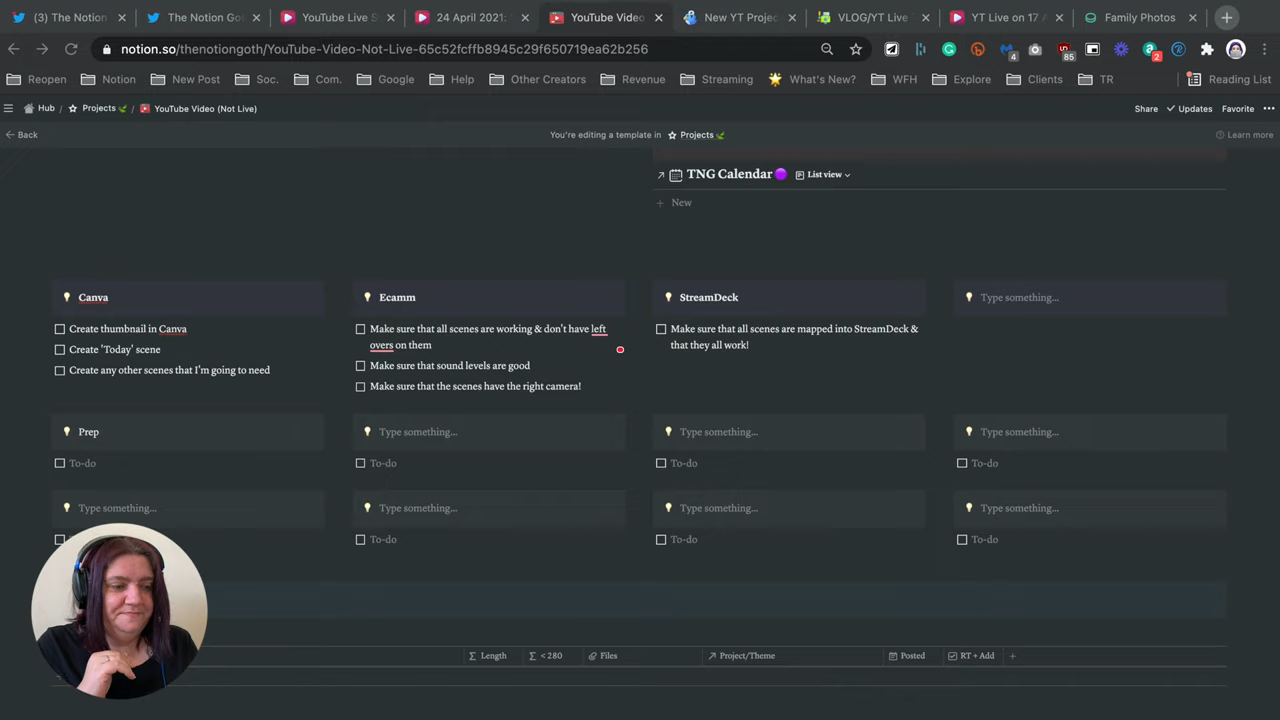 (3) The Notion
The Notion Go
YouTube Live S
24 April 2021:
YouTube Video
New YT Projec
VLOG/YT Live
YT Live on 17 A
Family Photos
notion.so/thenotiongoth/YouTube-Video-Not-Live-65c52fcffb8945c29f650719ea62b256
4
85
2
Reopen
Notion
New Post
Soc.
Com.
Google
Help
Other Creators
Revenue
Streaming
What's New?
WFH
Explore
Clients
TR
Reading List
Hub / Projects / YouTube Video (Not Live)
Share
Updates
Favorite
Back
You're editing a template in Projects
Learn more
TNG Calendar
List view
New
Canva
Create thumbnail in Canva
Create 'Today' scene
Create any other scenes that I'm going to need
Ecamm
Make sure that all scenes are working & don't have left
overs on them
Make sure that sound levels are good
Make sure that the scenes have the right camera!
StreamDeck
Make sure that all scenes are mapped into StreamDeck &
that they all work!
Type something...
Prep
To-do
Type something...
To-do
Type something...
To-do
Type something...
To-do
Type something...
Type something...
To-do
Type something...
To-do
Type something...
To-do
Length
< 280
Files
Project/Theme
Posted
RT + Add